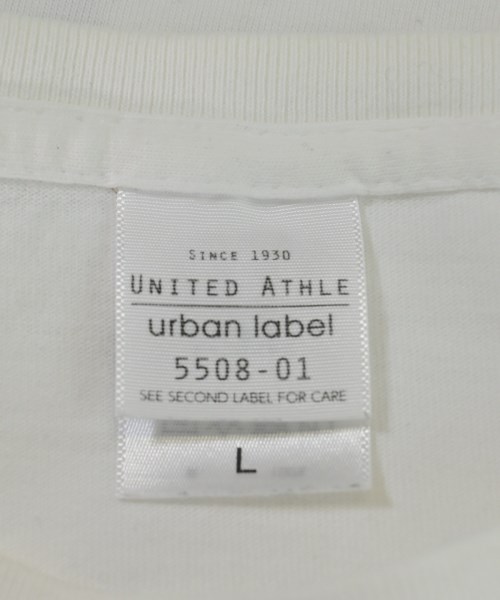 SINCE 1930
UNITED ATHLE
urban label
5508-01
SEE SECOND LABEL FOR CARE
L